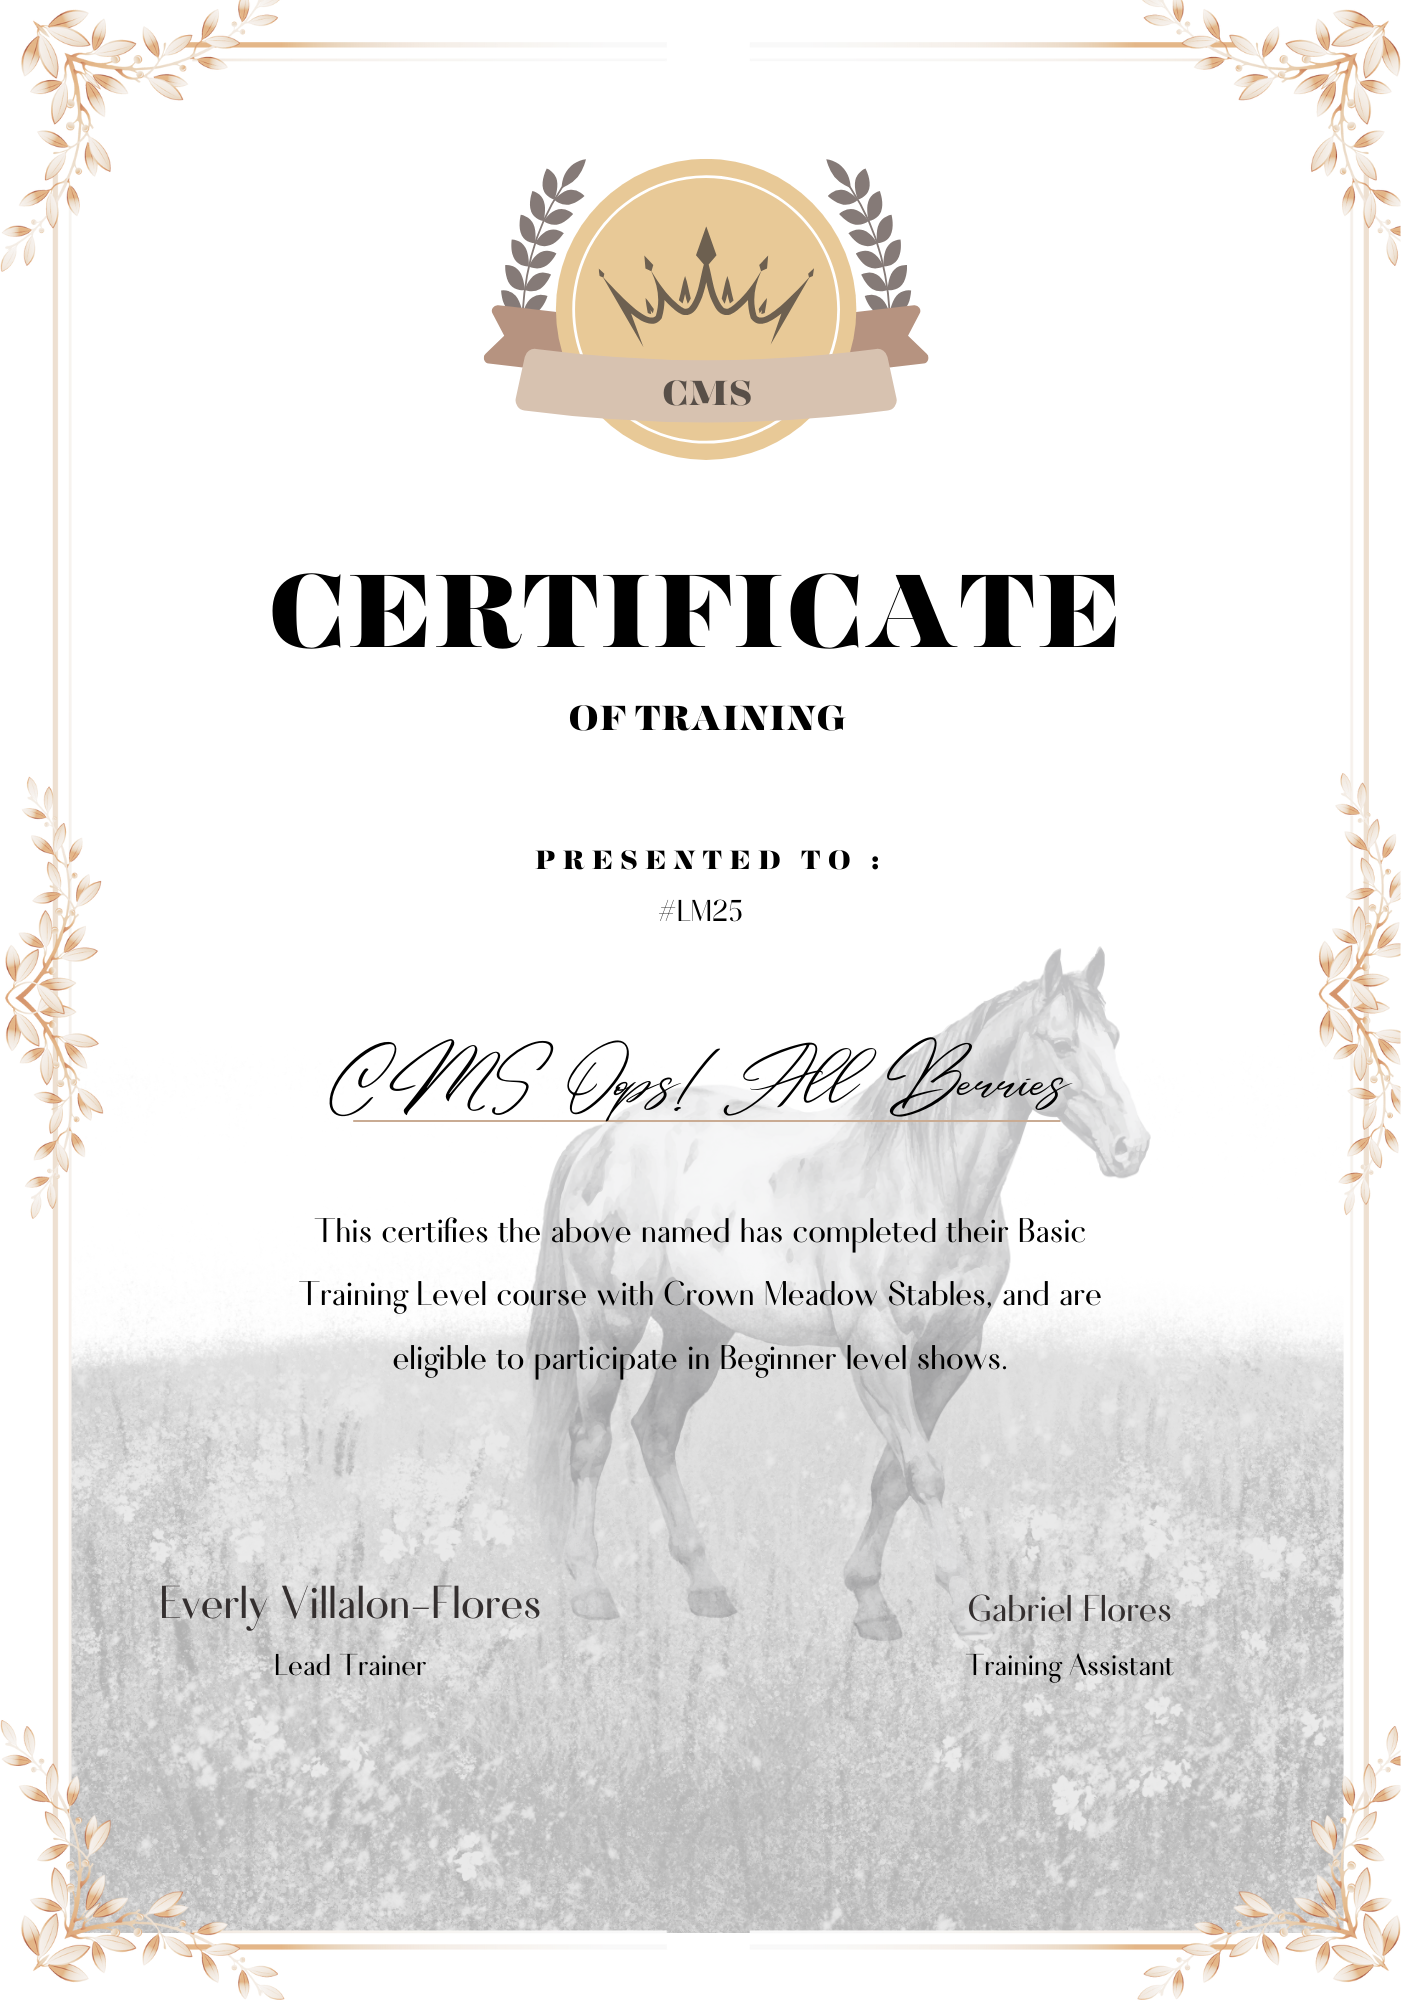 CMS
CERTIFICATE
OF TRAINING
PRESENTED TO :
#LM25
CMS Oops! All Berries
This certifies the above named has completed their Basic
Training Level course with Crown Meadow Stables, and are
eligible to participate in Beginner level shows.
Everly Villalon-Flores
Lead Trainer
Gabriel Flores
Training Assistant